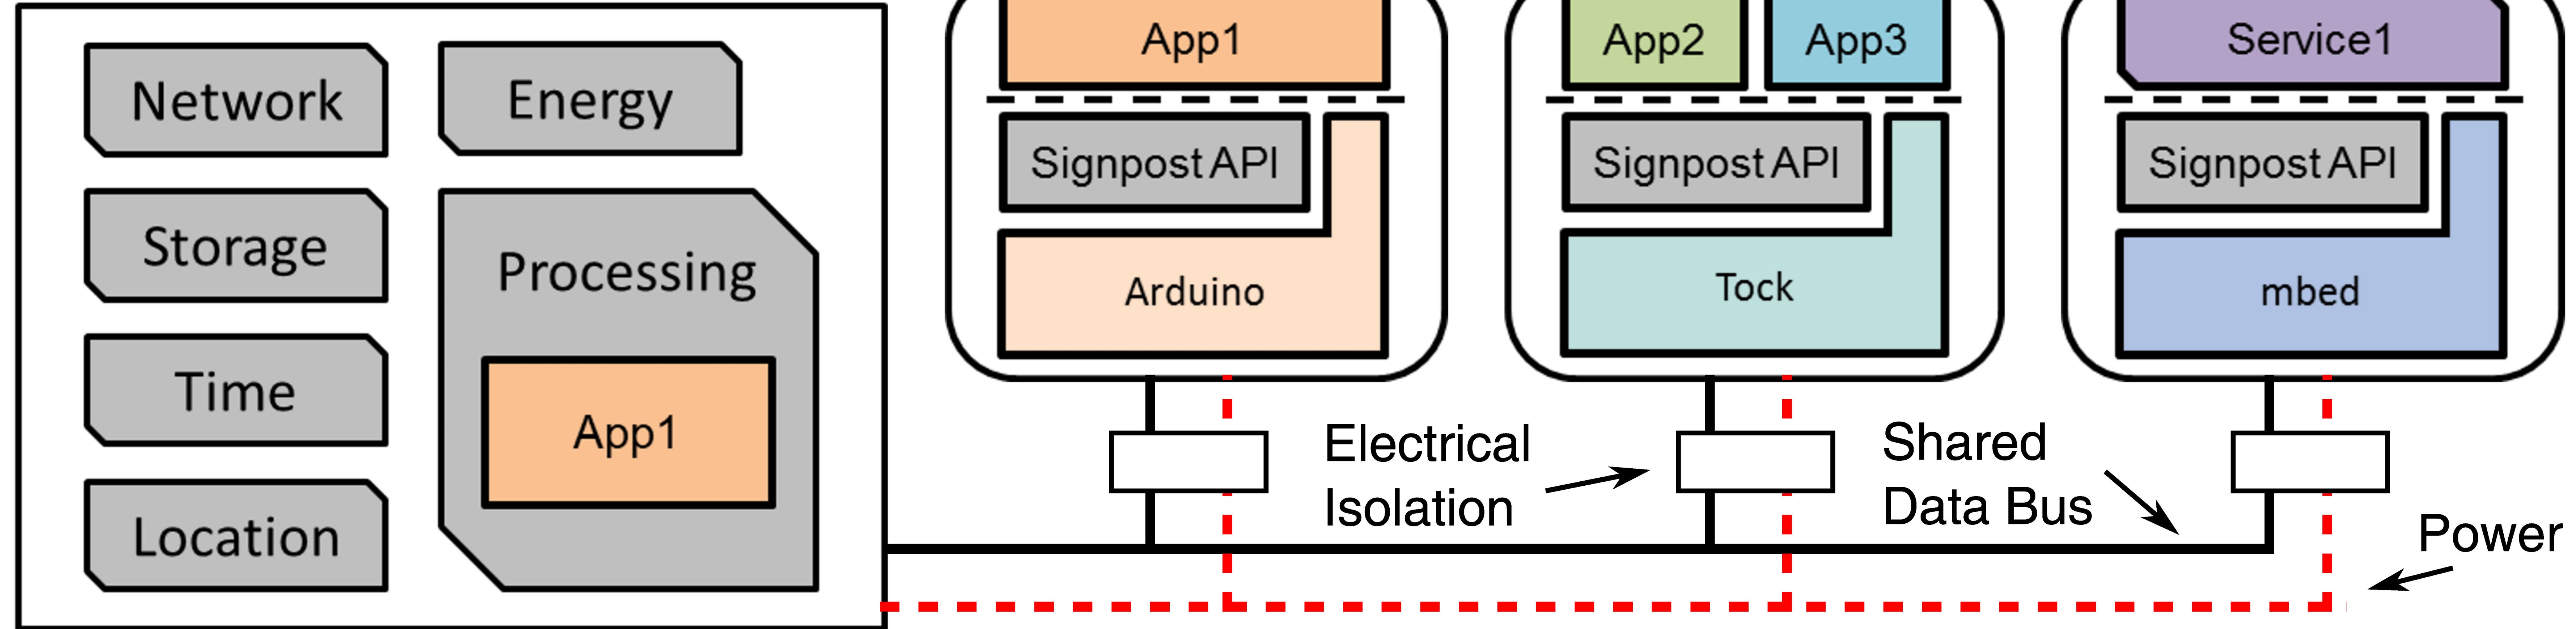 Network
Energy
Storage
Processing
Time
App1
Location
App1
Signpost API
Arduino
App2
App3
Signpost API
Tock
Service1
Signpost API
mbed
Electrical
Isolation
Shared
Data Bus
Power